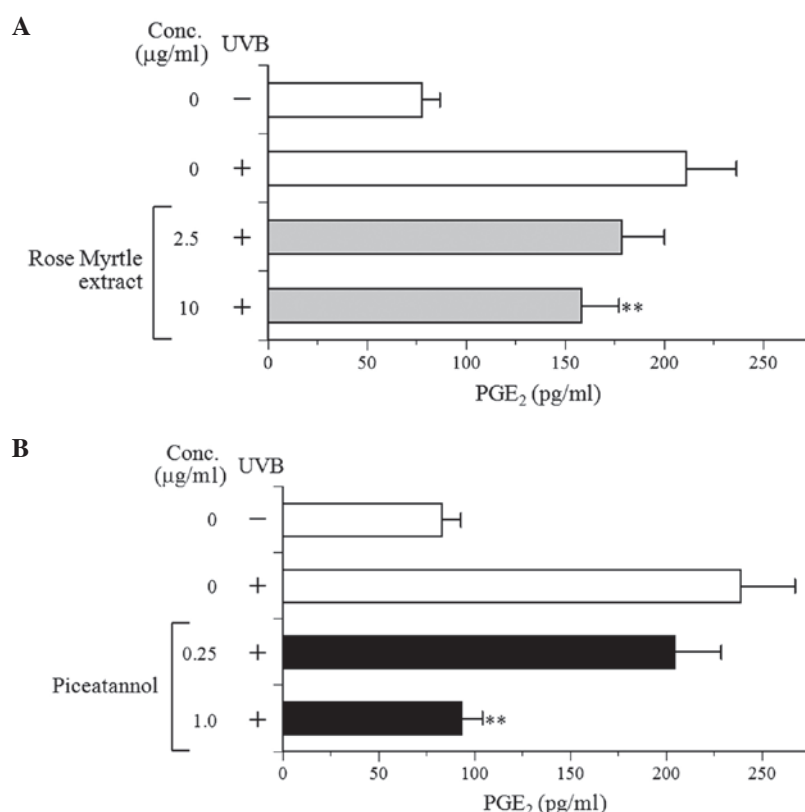 A
Conc.
(µg/ml) UVB
0 −
0 +
2.5 +
Rose Myrtle
extract
10 + **
0 50 100 150 200 250
PGE₂ (pg/ml)
B
Conc.
(µg/ml) UVB
0 −
0 +
0.25 +
Piceatannol
1.0 + **
0 50 100 150 200 250
PGE₂ (pg/ml)